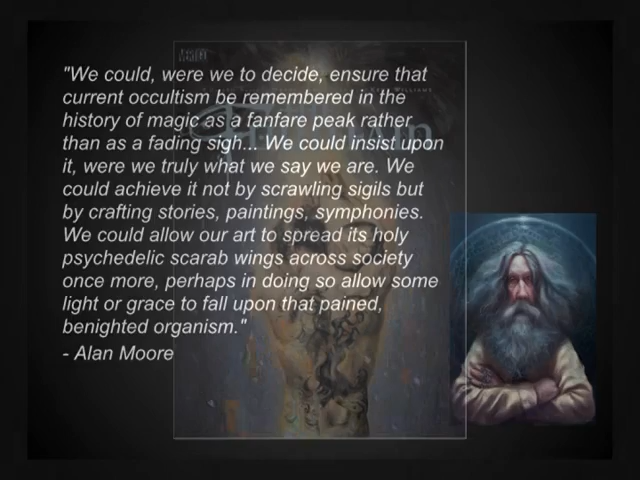 VERTIGO
WILLIAMS
"We could, were we to decide, ensure that
current occultism be remembered in the
history of magic as a fanfare peak rather
than as a fading sigh... We could insist upon
it, were we truly what we say we are. We
could achieve it not by scrawling sigils but
by crafting stories, paintings, symphonies.
We could allow our art to spread its holy
psychedelic scarab wings across society
once more, perhaps in doing so allow some
light or grace to fall upon that pained,
benighted organism."
- Alan Moore